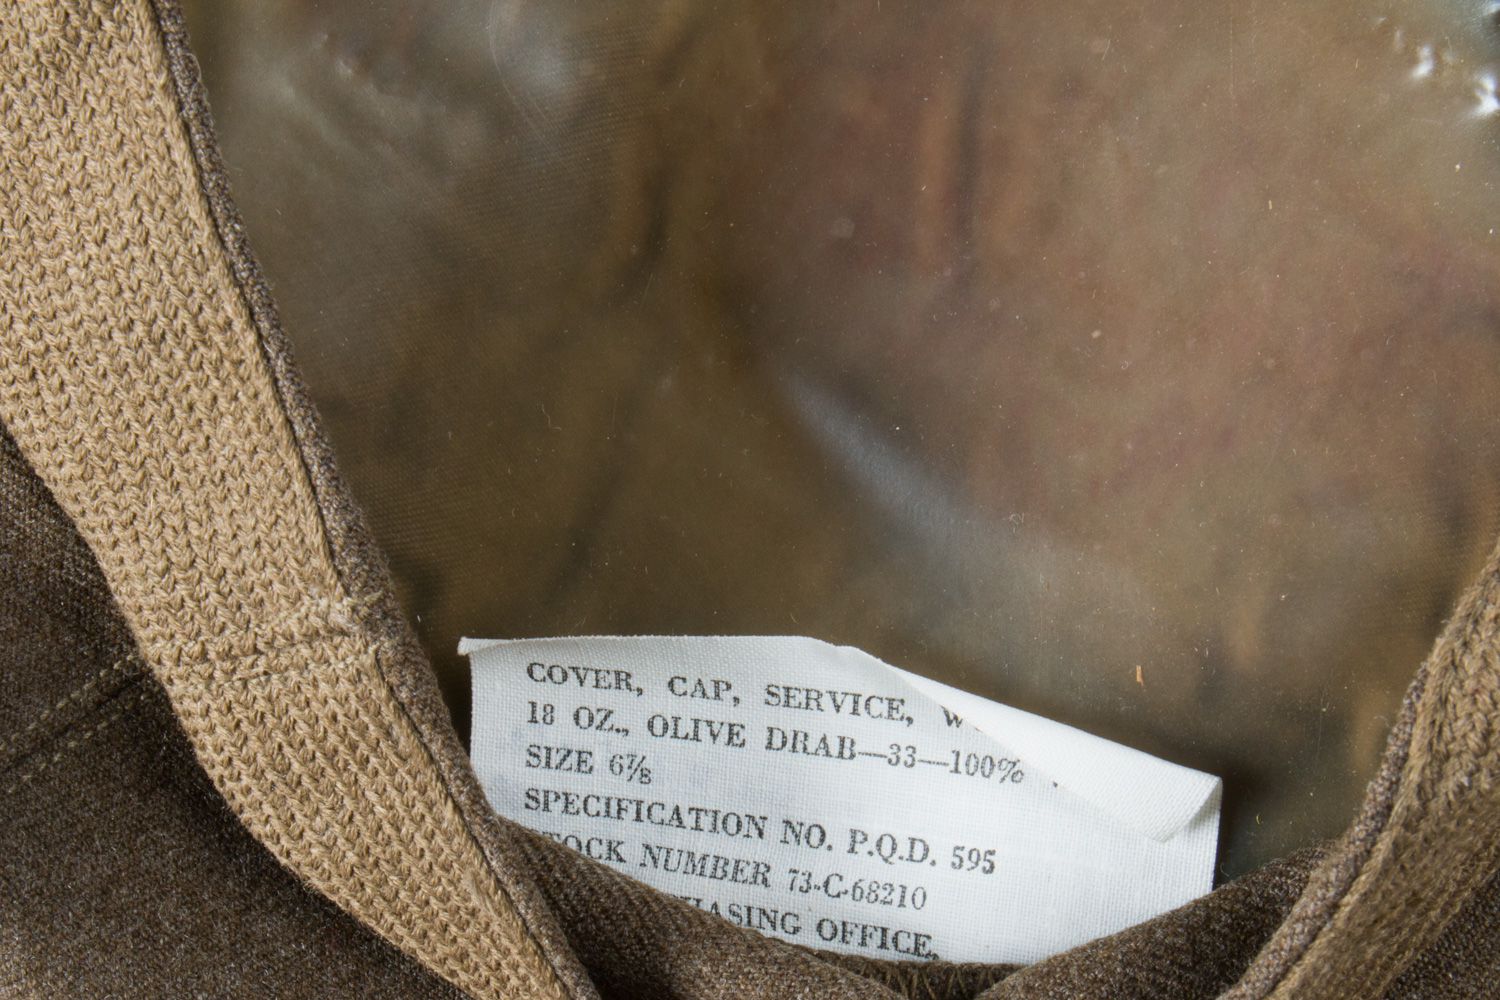 COVER, CAP, SERVICE,
18 OZ., OLIVE DRAB—33—100%
SIZE 6⅞
SPECIFICATION NO. P.Q.D. 595
STOCK NUMBER 73-C-68210
OFFICE,